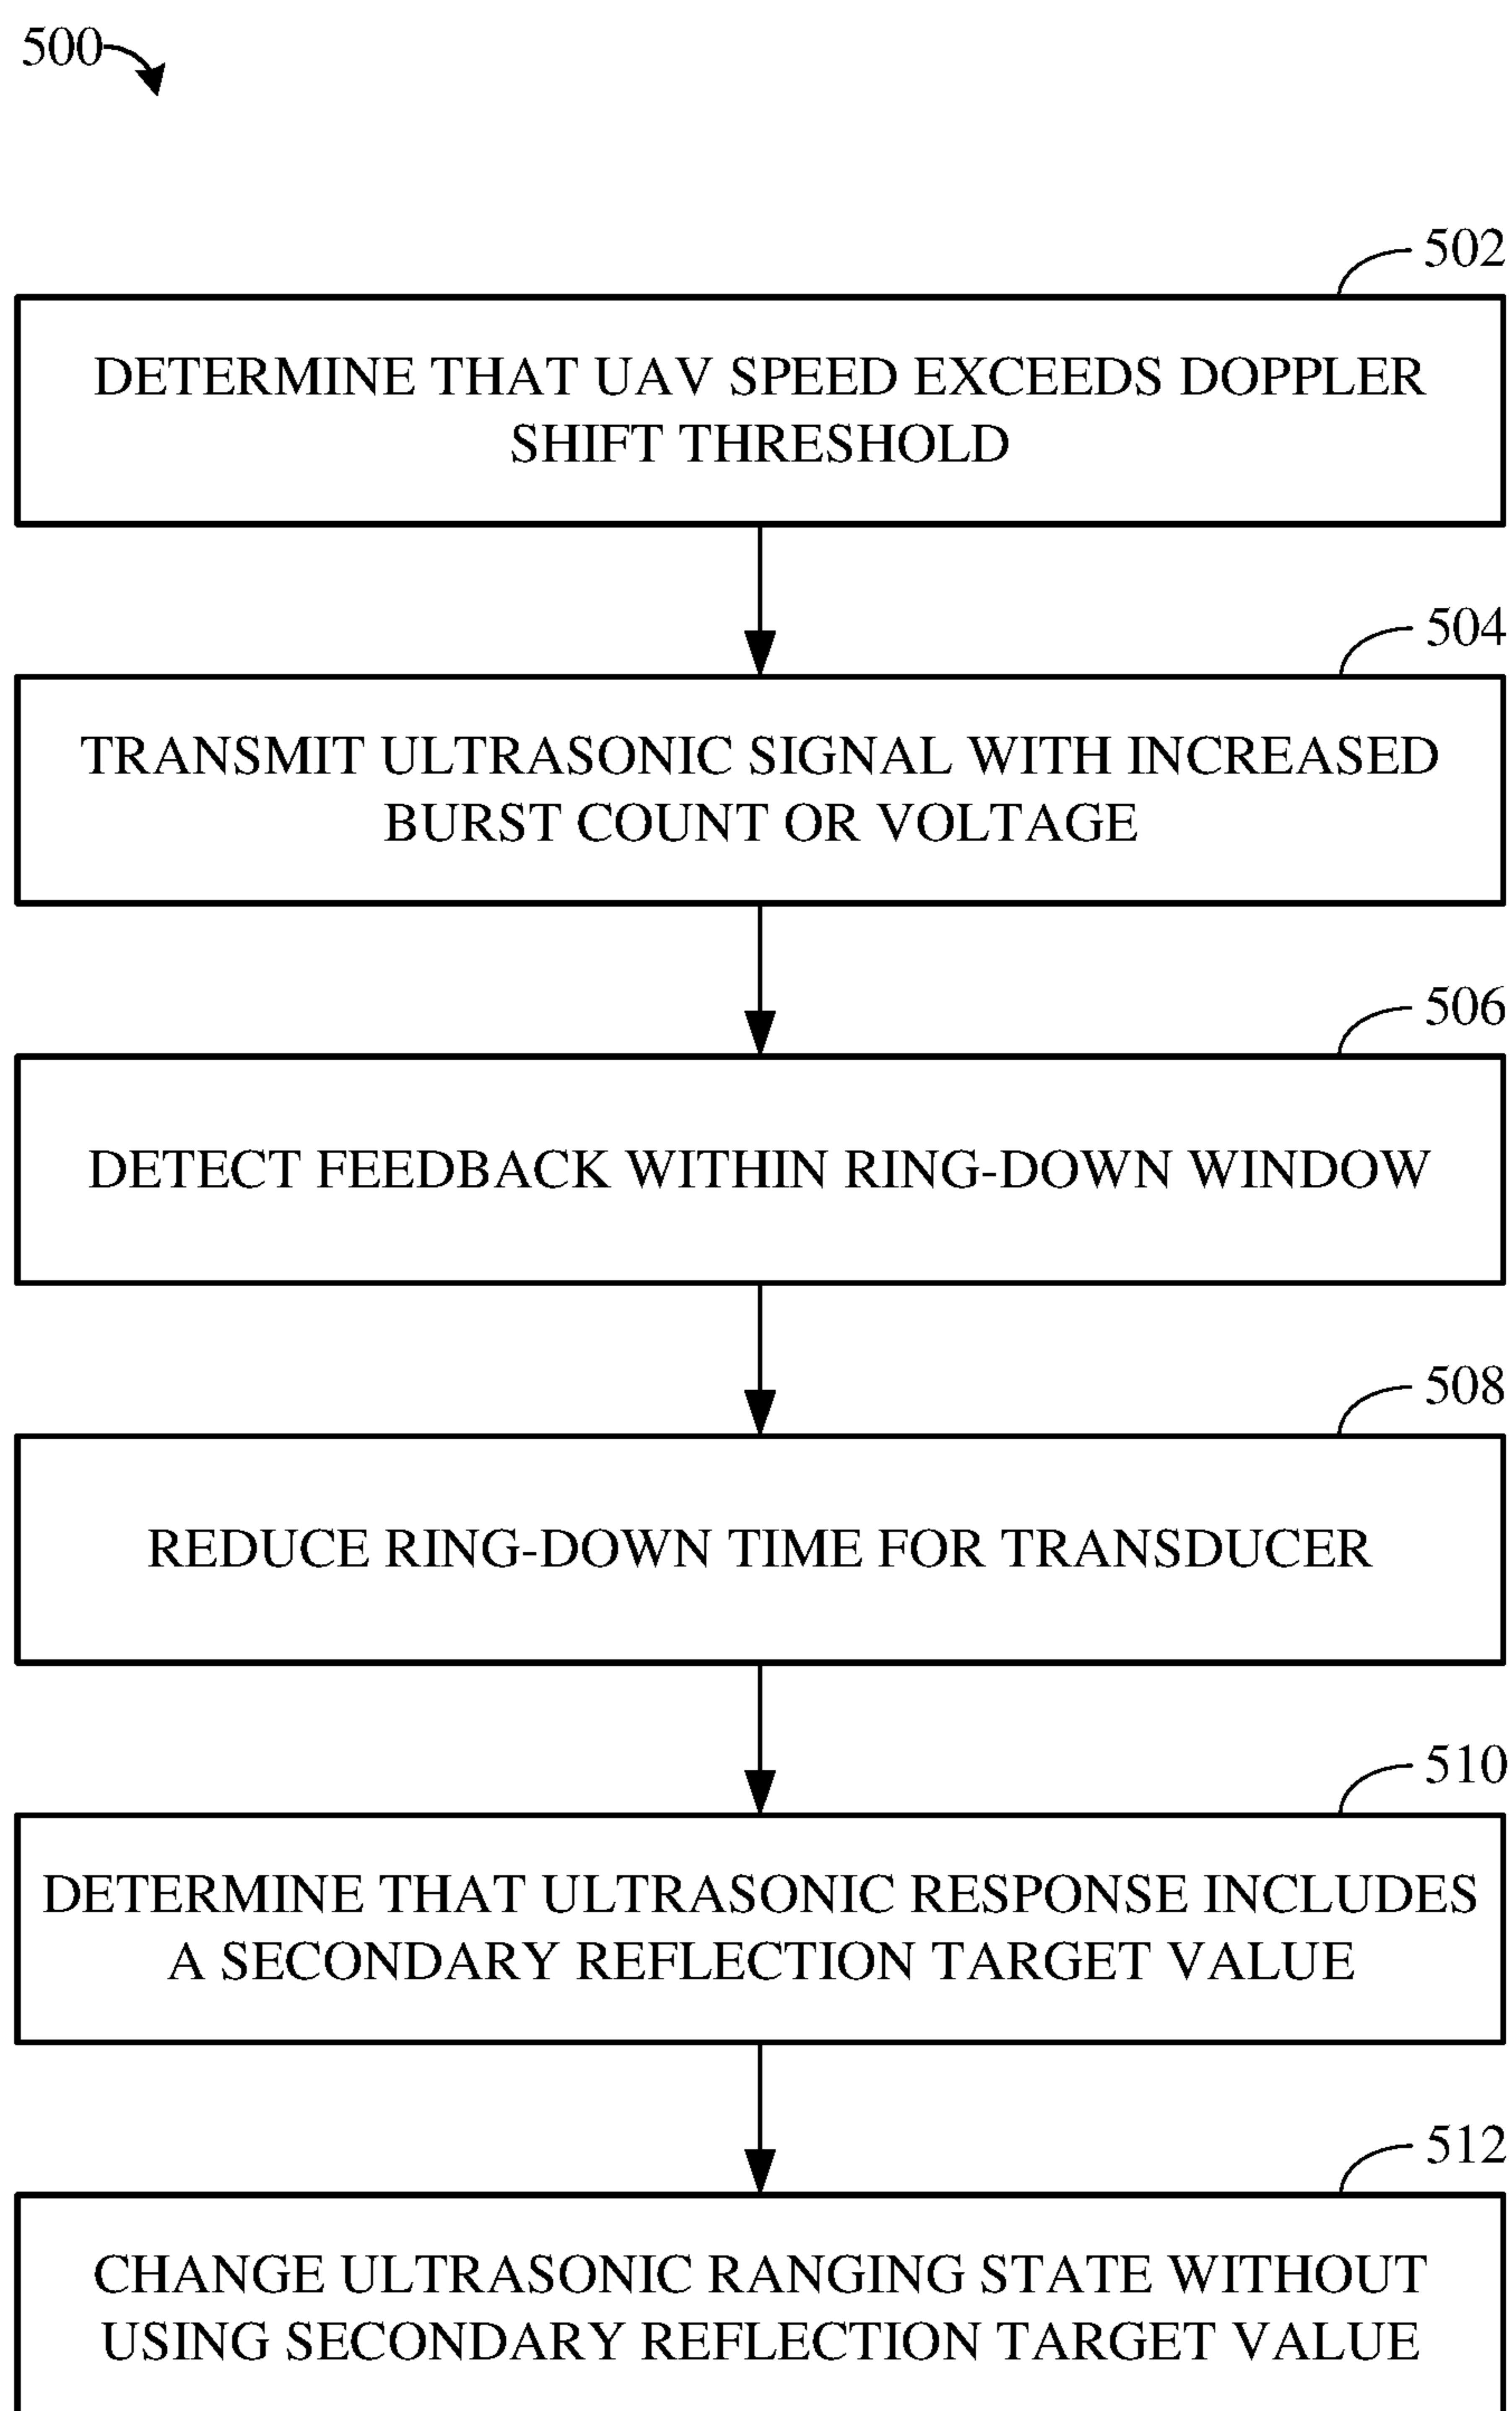 500
502
DETERMINE THAT UAV SPEED EXCEEDS DOPPLER
SHIFT THRESHOLD
504
TRANSMIT ULTRASONIC SIGNAL WITH INCREASED
BURST COUNT OR VOLTAGE
506
DETECT FEEDBACK WITHIN RING-DOWN WINDOW
508
REDUCE RING-DOWN TIME FOR TRANSDUCER
510
DETERMINE THAT ULTRASONIC RESPONSE INCLUDES
A SECONDARY REFLECTION TARGET VALUE
512
CHANGE ULTRASONIC RANGING STATE WITHOUT
USING SECONDARY REFLECTION TARGET VALUE